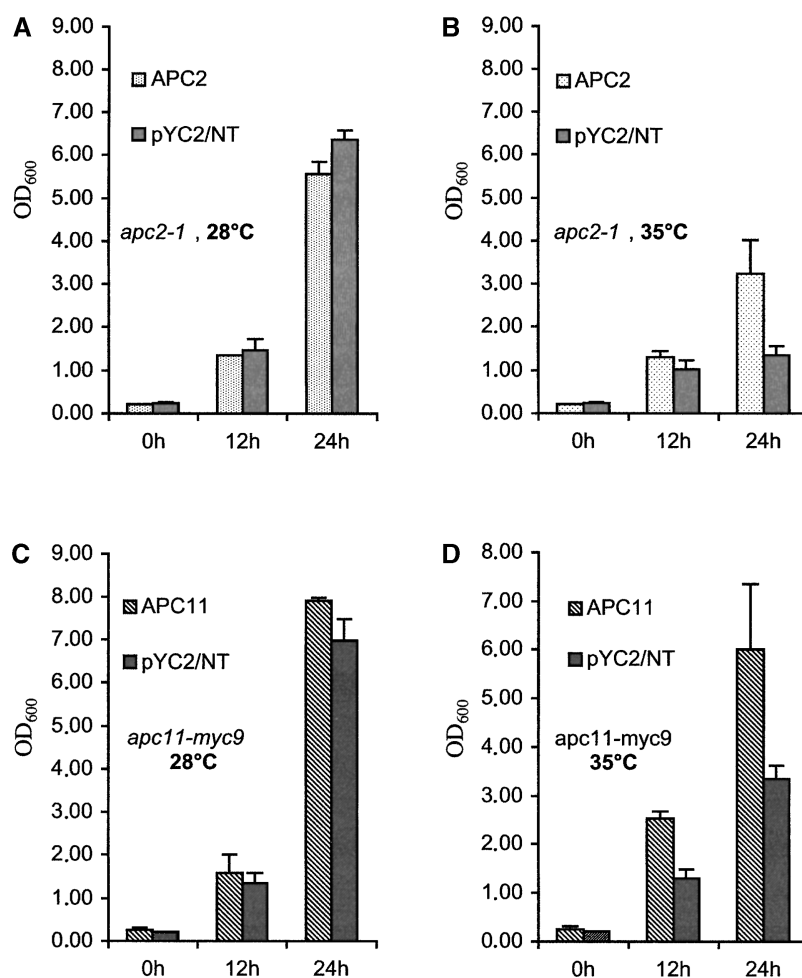 A
9.00
8.00
7.00
6.00
5.00
4.00
3.00
2.00
1.00
0.00
OD600
APC2
pYC2/NT
apc2-1 , 28°C
0h 12h 24h
B
9.00
8.00
7.00
6.00
5.00
4.00
3.00
2.00
1.00
0.00
OD600
APC2
pYC2/NT
apc2-1 , 35°C
0h 12h 24h
C
9.00
8.00
7.00
6.00
5.00
4.00
3.00
2.00
1.00
0.00
OD600
APC11
pYC2/NT
apc11-myc9
28°C
0h 12h 24h
D
8.00
7.00
6.00
5.00
4.00
3.00
2.00
1.00
0.00
OD600
APC11
pYC2/NT
apc11-myc9
35°C
0h 12h 24h